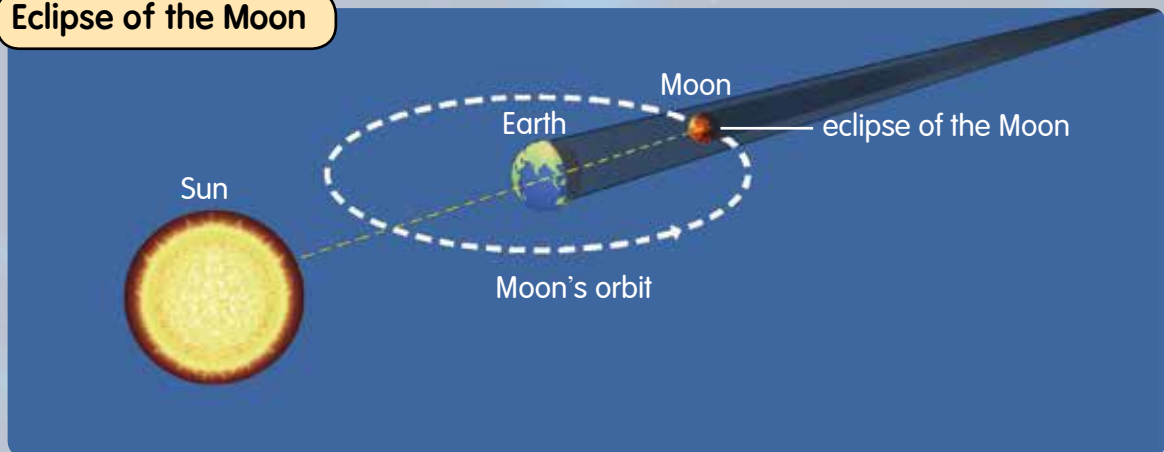 Eclipse of the Moon
Moon
Earth
eclipse of the Moon
Sun
Moon's orbit